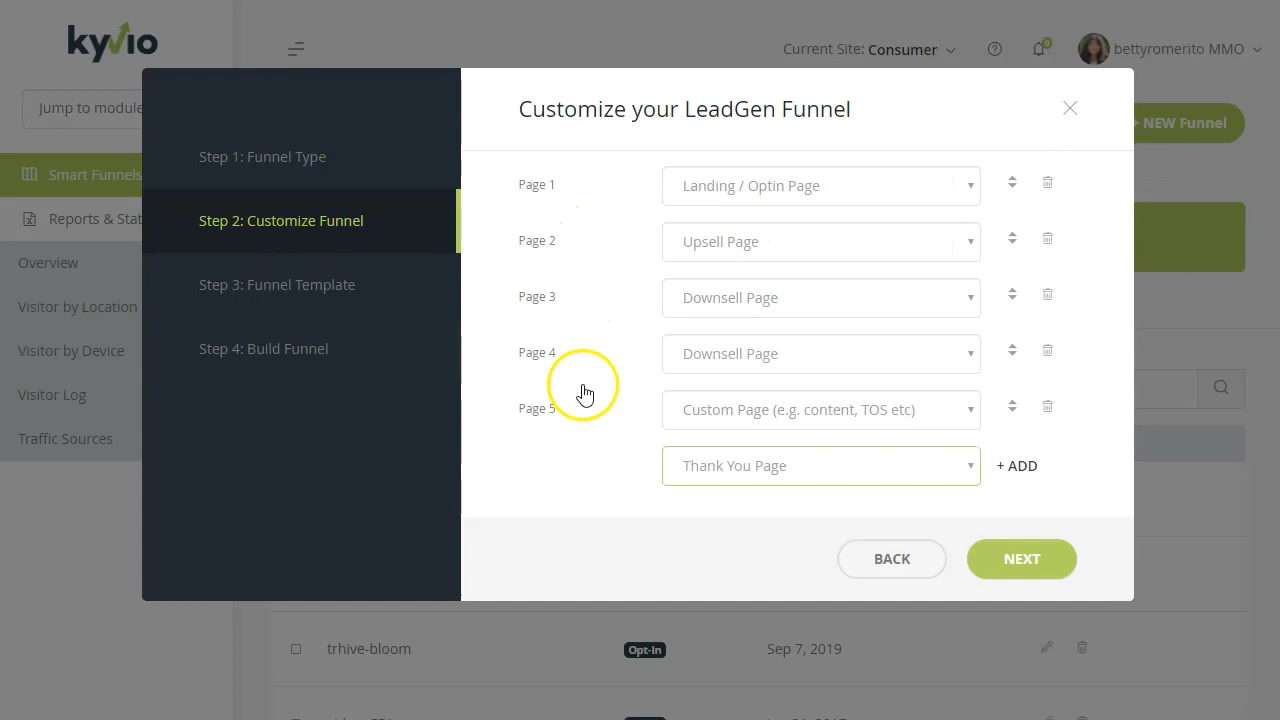 kyvio
Current Site: Consumer
0
bettyromerito MMO
Jump to module
Customize your LeadGen Funnel
+ NEW Funnel
Step 1: Funnel Type
Smart Funnels
Page 1
Landing / Optin Page
Reports & Stat
Step 2: Customize Funnel
Page 2
Upsell Page
Overview
Step 3: Funnel Template
Page 3
Downsell Page
Visitor by Location
Visitor by Device
Step 4: Build Funnel
Page 4
Downsell Page
Visitor Log
Page 5
Custom Page (e.g. content, TOS etc)
Traffic Sources
Thank You Page
+ ADD
BACK
NEXT
trhive-bloom
Opt-In
Sep 7, 2019